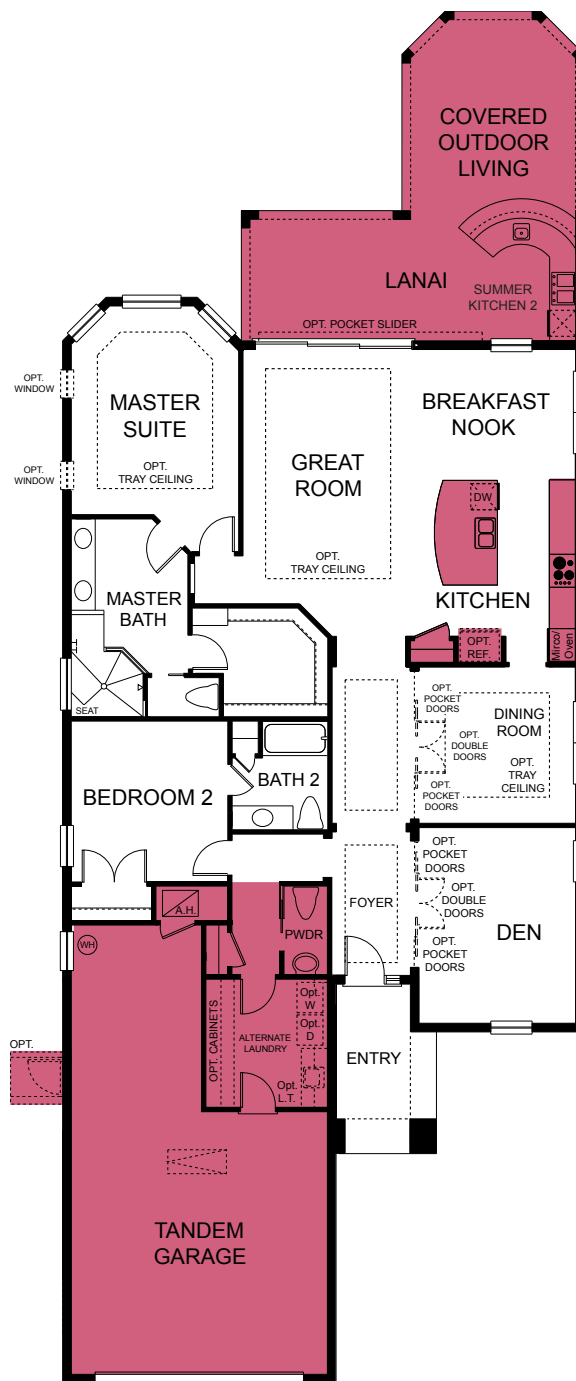 COVERED
OUTDOOR
LIVING
LANAI
SUMMER
KITCHEN 2
OPT. POCKET SLIDER
OPT.
WINDOW
MASTER
SUITE
OPT.
TRAY CEILING
OPT.
WINDOW
BREAKFAST
NOOK
GREAT
ROOM
OPT.
TRAY CEILING
DW
KITCHEN
OPT.
REF.
Mirco/
Oven
MASTER
BATH
SEAT
OPT.
POCKET
DOORS
DINING
ROOM
OPT.
DOUBLE
DOORS
OPT.
TRAY
CEILING
OPT.
POCKET
DOORS
BEDROOM 2
BATH 2
OPT.
POCKET
DOORS
OPT.
DOUBLE
DOORS
DEN
OPT.
POCKET
DOORS
FOYER
A.H.
PWDR
WH
OPT. CABINETS
Opt.
W
Opt.
D
ALTERNATE
LAUNDRY
Opt.
L.T.
ENTRY
OPT.
TANDEM
GARAGE